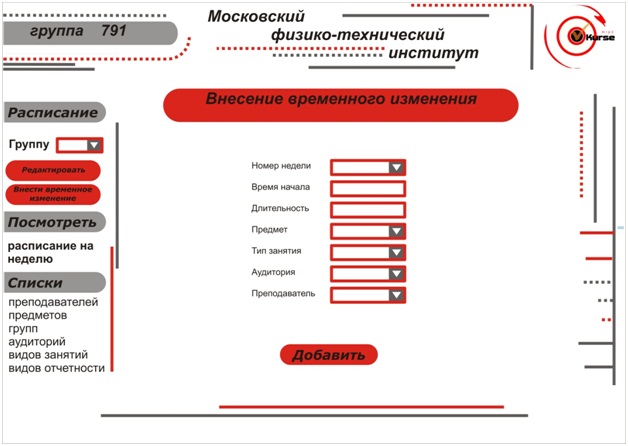 группа 791
Московский
физико-технический
институт
плюс
VKurse
Внесение временного изменения
Расписание
Группу
Редактировать
Внести временное
изменение
Посмотреть
расписание на
неделю
Списки
преподавателей
предметов
групп
аудиторий
видов занятий
видов отчетности
Номер недели
Время начала
Длительность
Предмет
Тип занятия
Аудитория
Преподаватель
Добавить